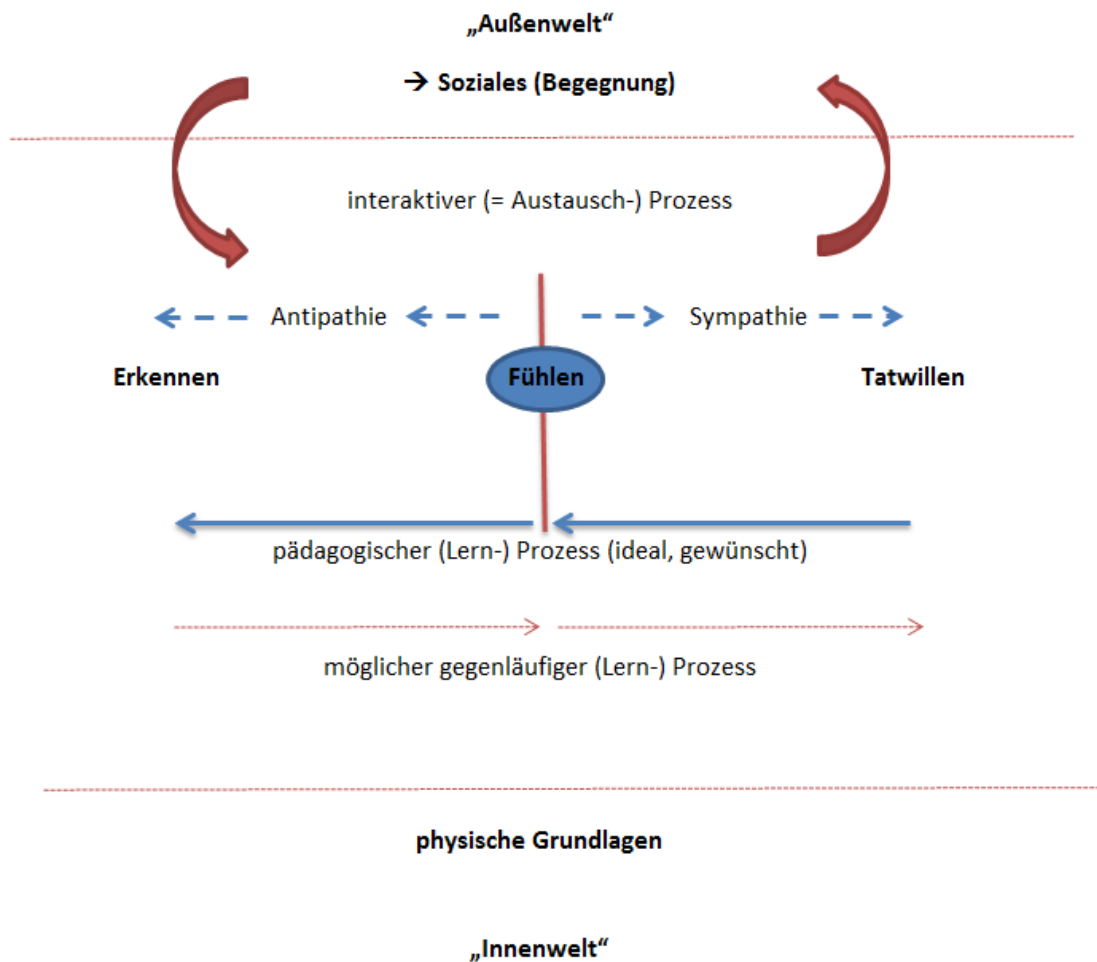 „Außenwelt“
→ Soziales (Begegnung)
interaktiver (= Austausch-) Prozess
Antipathie
Sympathie
Erkennen
Fühlen
Tatwillen
pädagogischer (Lern-) Prozess (ideal, gewünscht)
möglicher gegenläufiger (Lern-) Prozess
physische Grundlagen
„Innenwelt“